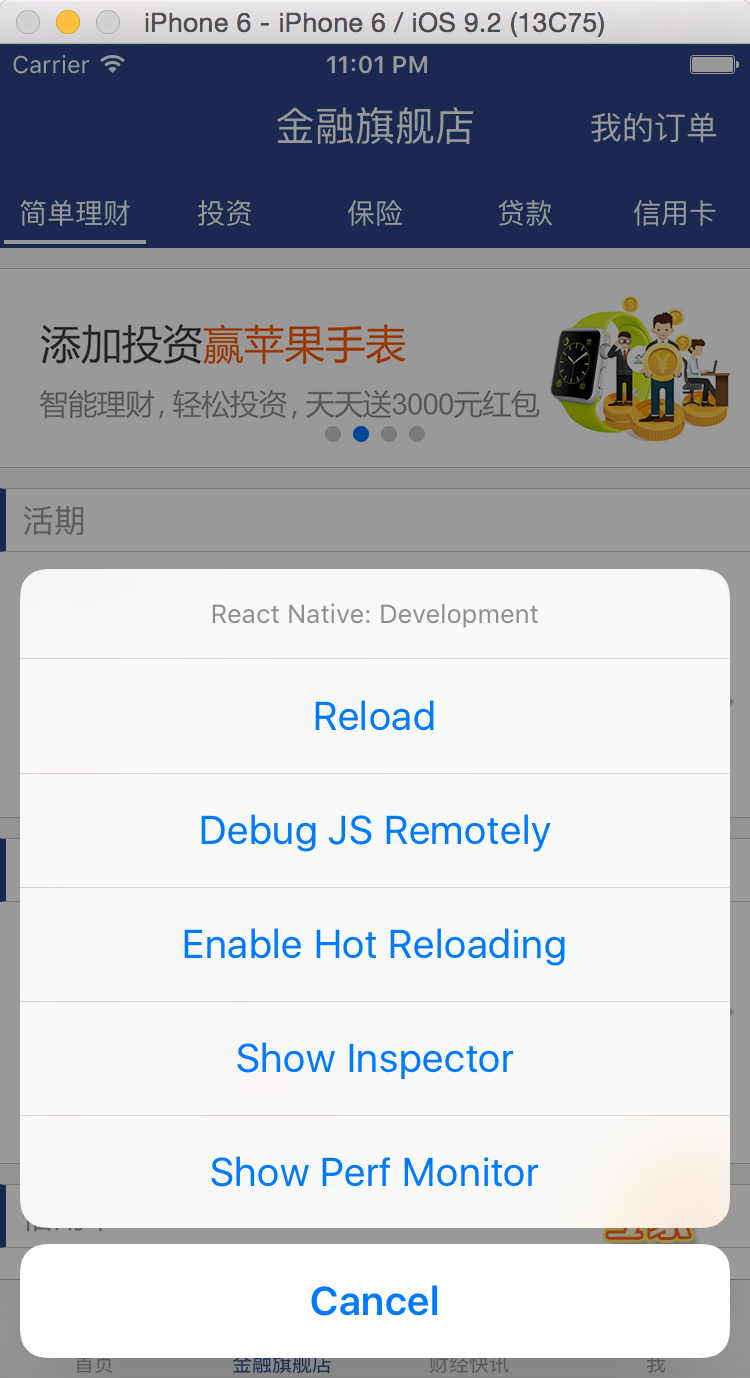 iPhone 6 - iPhone 6 / iOS 9.2 (13C75)
Carrier 11:01 PM
金融旗舰店 我的订单
简单理财 投资 保险 贷款 信用卡
添加投资赢苹果手表
智能理财，轻松投资，天天送3000元红包
活期
React Native: Development
Reload
Debug JS Remotely
Enable Hot Reloading
Show Inspector
Show Perf Monitor
Cancel
首页 金融旗舰店 财经快讯 我